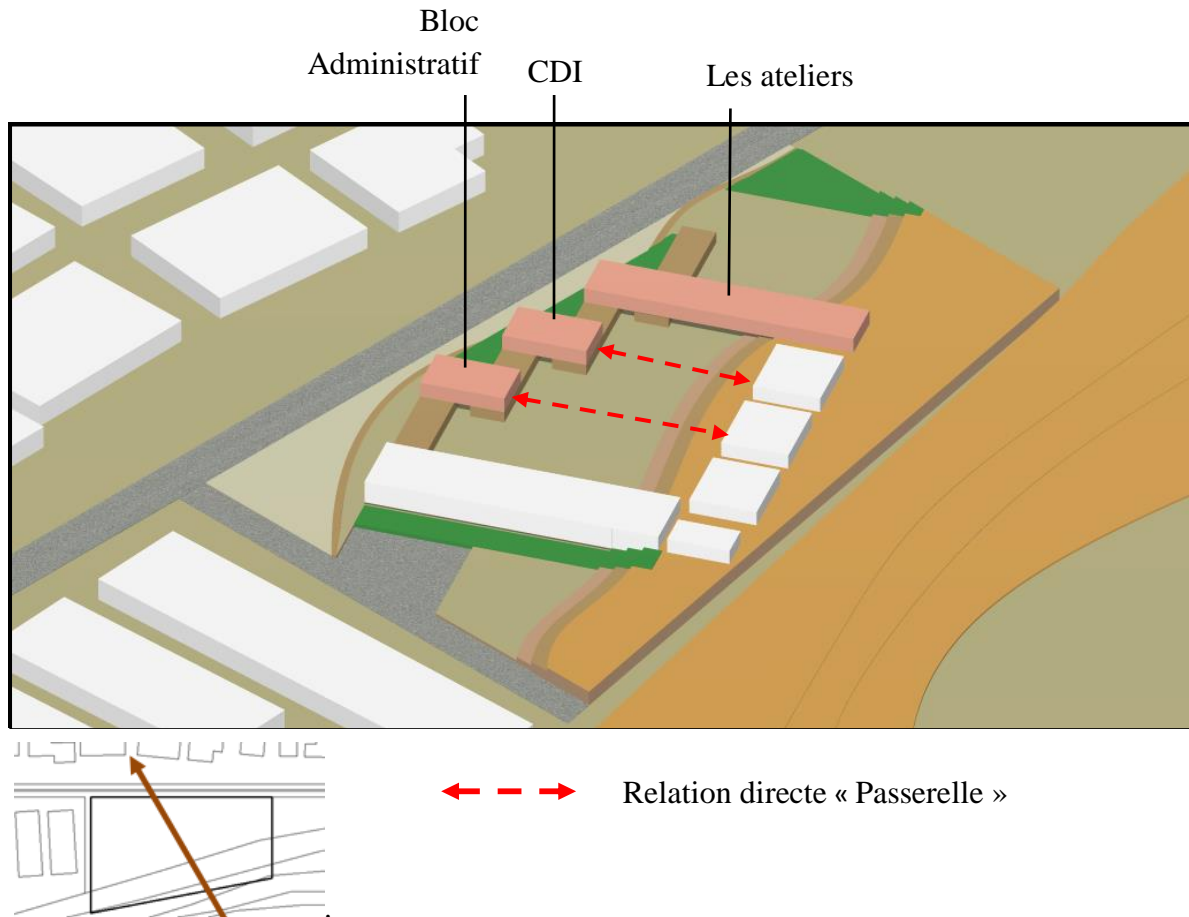 Bloc
Administratif
CDI
Les ateliers
Relation directe « Passerelle »